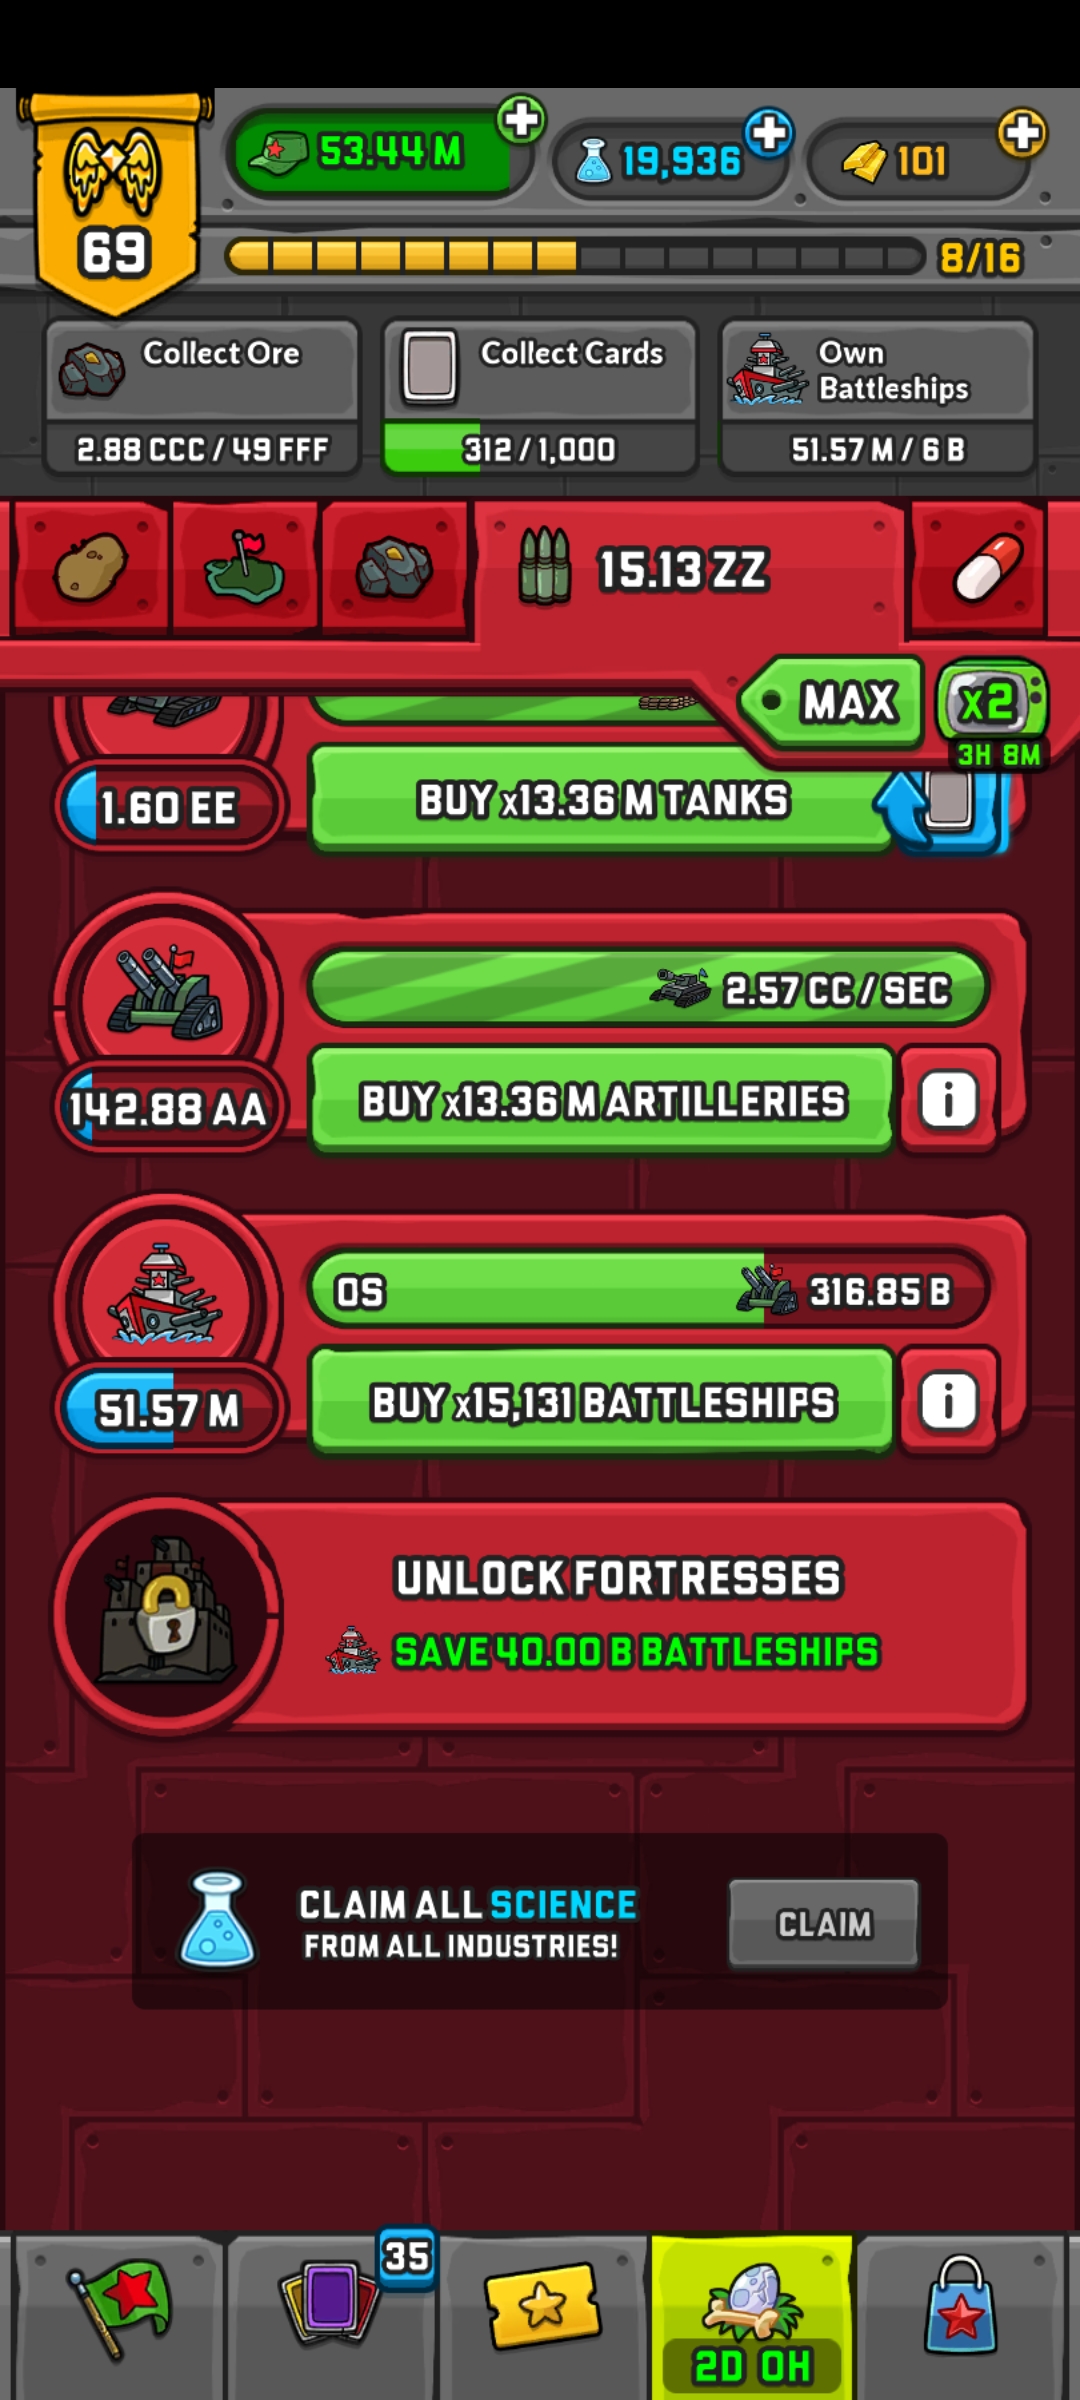 69
53.44 M
19,936
101
8/16
Collect Ore
2.88 CCC / 49 FFF
Collect Cards
312 / 1,000
Own
Battleships
51.57 M / 6 B
15.13 ZZ
MAX
x2
3H 8M
1.60 EE
BUY x13.36 M TANKS
2.57 CC / SEC
142.88 AA
BUY x13.36 M ARTILLERIES
i
0S
316.85 B
51.57 M
BUY x15,131 BATTLESHIPS
i
UNLOCK FORTRESSES
SAVE 40.00 B BATTLESHIPS
CLAIM ALL SCIENCE
FROM ALL INDUSTRIES!
CLAIM
35
2D 0H